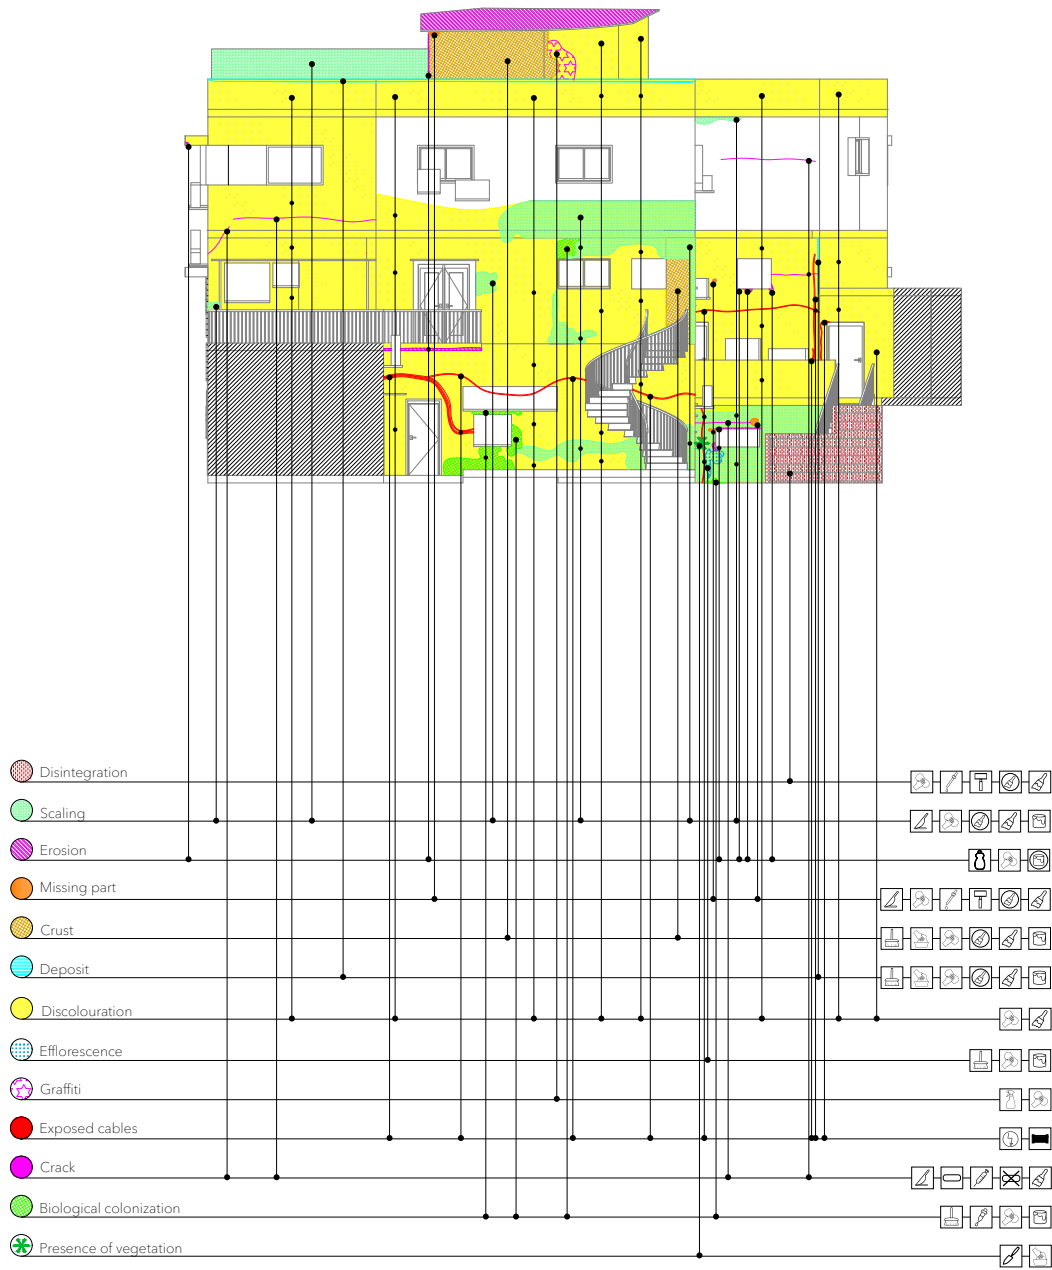 Disintegration
Scaling
Erosion
Missing part
Crust
Deposit
Discolouration
Efflorescence
Graffiti
Exposed cables
Crack
Biological colonization
Presence of vegetation